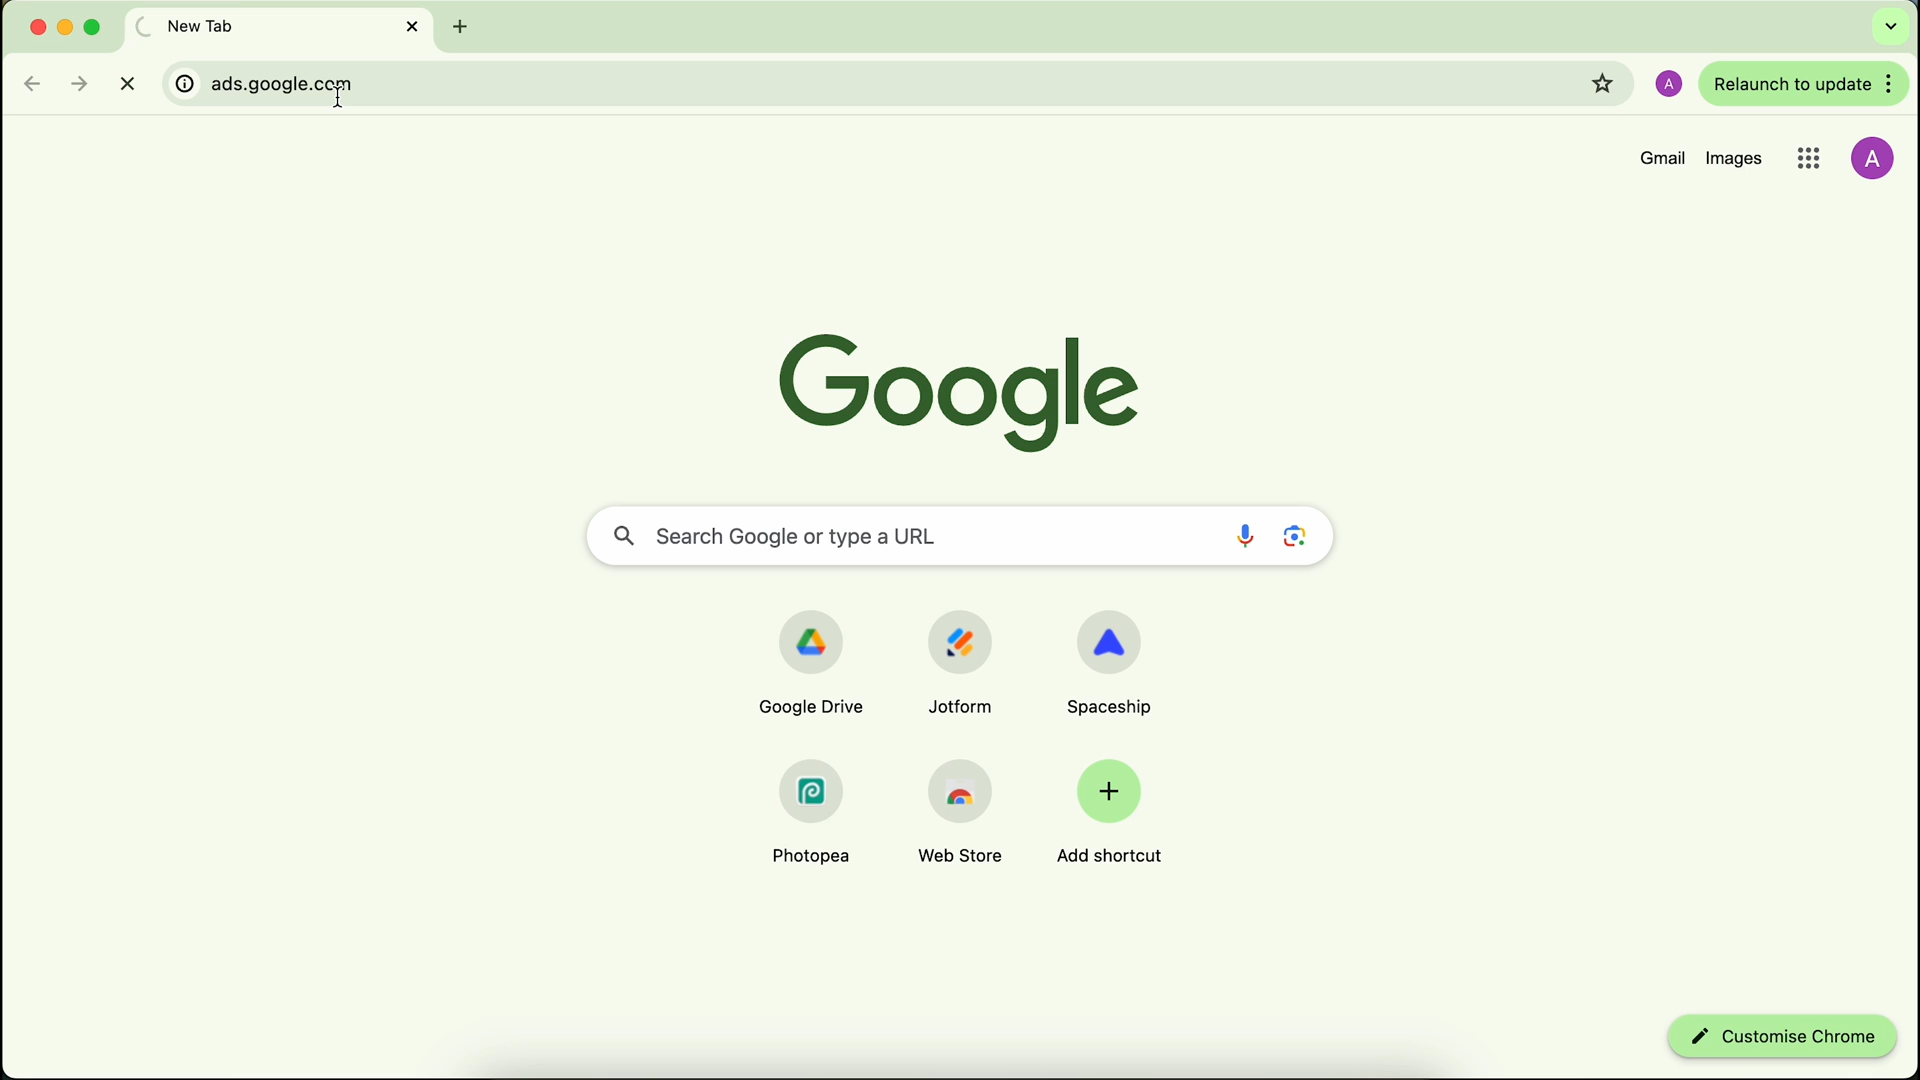 New Tab
ads.google.com
A
Relaunch to update
Gmail
Images
A
Google
Search Google or type a URL
Google Drive
Jotform
Spaceship
Photopea
Web Store
Add shortcut
Customise Chrome